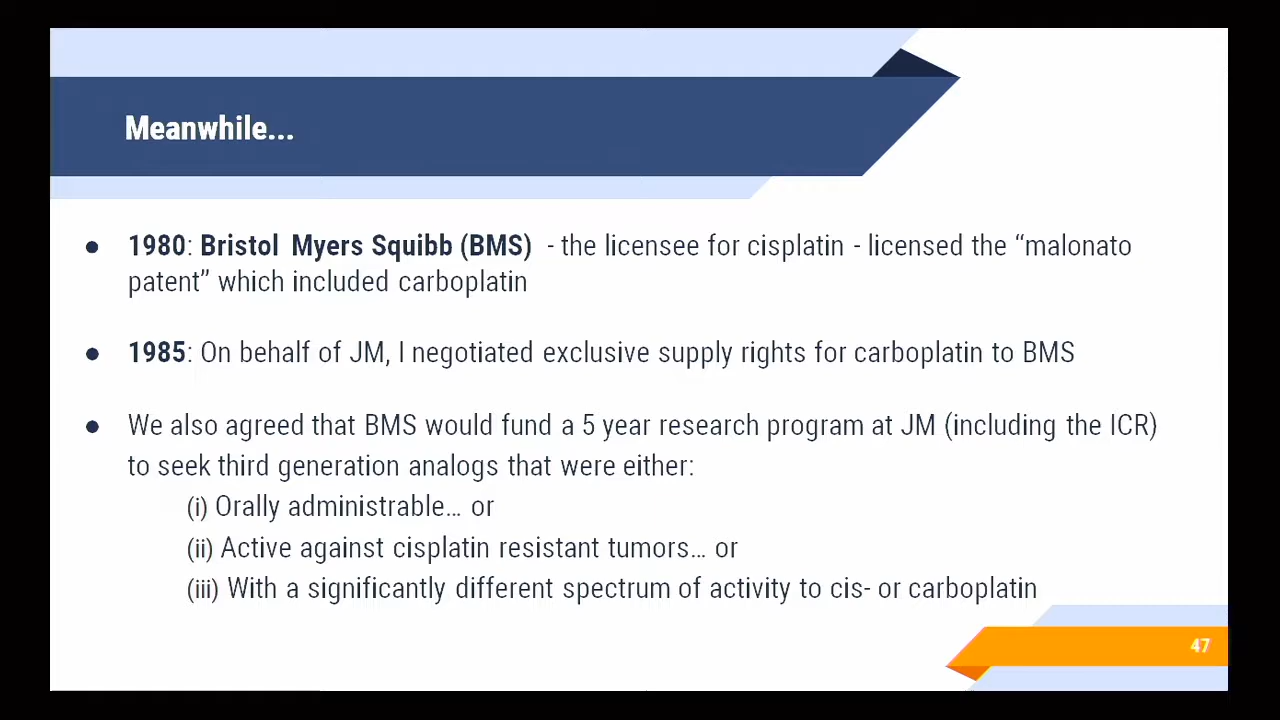 Meanwhile...
● 1980: Bristol Myers Squibb (BMS) - the licensee for cisplatin - licensed the “malonato
patent” which included carboplatin
● 1985: On behalf of JM, I negotiated exclusive supply rights for carboplatin to BMS
● We also agreed that BMS would fund a 5 year research program at JM (including the ICR)
to seek third generation analogs that were either:
(i) Orally administrable… or
(ii) Active against cisplatin resistant tumors… or
(iii) With a significantly different spectrum of activity to cis- or carboplatin
47